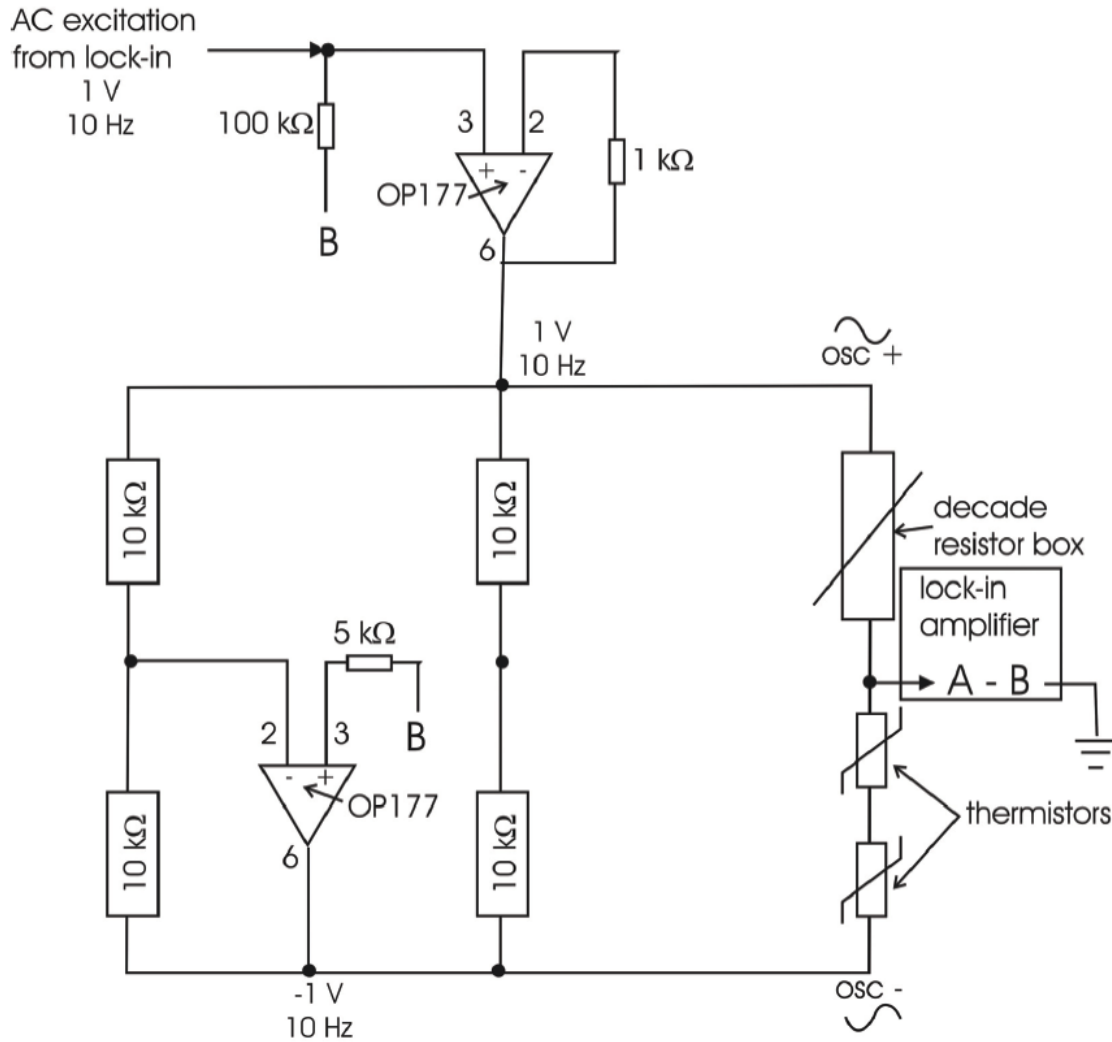 AC excitation
from lock-in
1 V
10 Hz
100 kΩ
B
3
2
+
-
OP177
6
1 kΩ
1 V
10 Hz
osc +
10 kΩ
10 kΩ
decade
resistor box
lock-in
amplifier
A - B
5 kΩ
2
3
B
-
+
OP177
6
10 kΩ
10 kΩ
thermistors
-1 V
10 Hz
osc -